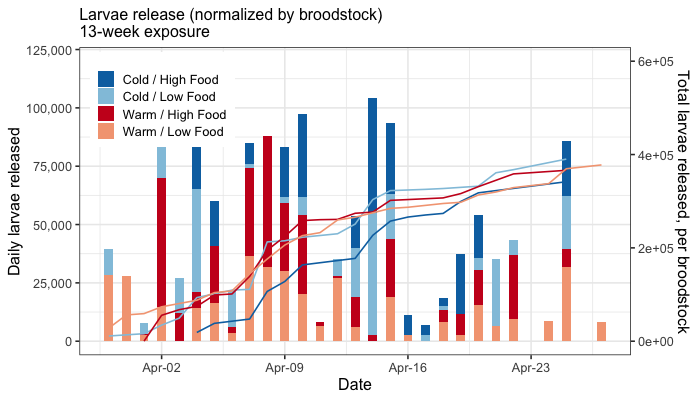 Larvae release (normalized by broodstock)
13-week exposure
Cold / High Food
Cold / Low Food
Warm / High Food
Warm / Low Food
125,000
100,000
75,000
50,000
25,000
0
Daily larvae released
6e+05
4e+05
2e+05
0e+00
Total larvae released, per broodstock
Apr-02
Apr-09
Apr-16
Apr-23
Date